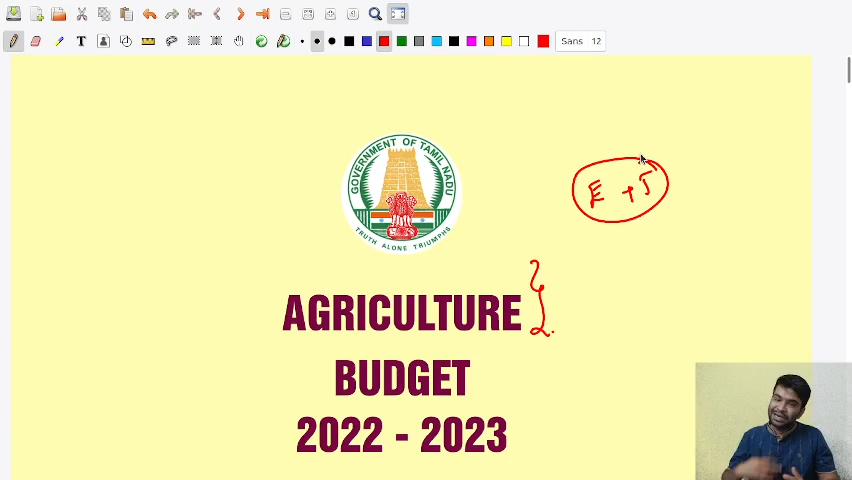 Sans 12
GOVERNMENT OF TAMIL NADU
TRUTH ALONE TRIUMPHS
E + T
AGRICULTURE
BUDGET
2022 - 2023